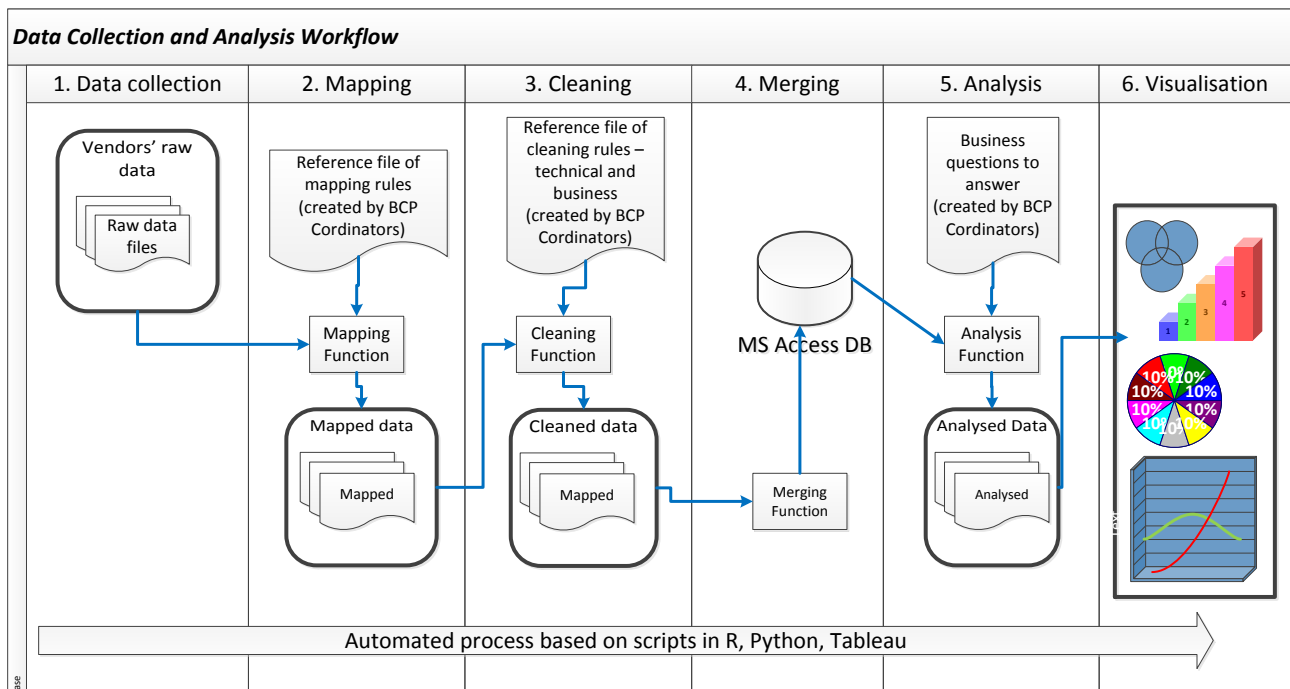 Data Collection and Analysis Workflow
1. Data collection
2. Mapping
3. Cleaning
4. Merging
5. Analysis
6. Visualisation
Vendors' raw
data
Raw data
files
Reference file of
mapping rules
(created by BCP
Cordinators)
Mapping
Function
Mapped data
Mapped
Reference file of
cleaning rules –
technical and
business
(created by BCP
Cordinators)
Cleaning
Function
Cleaned data
Mapped
MS Access DB
Merging
Function
Business
questions to
answer
(created by BCP
Cordinators)
Analysis
Function
Analysed Data
Analysed
1
2
3
4
5
10%
10%
10%
10%
10%
10%
10%
10%
10%
Automated process based on scripts in R, Python, Tableau